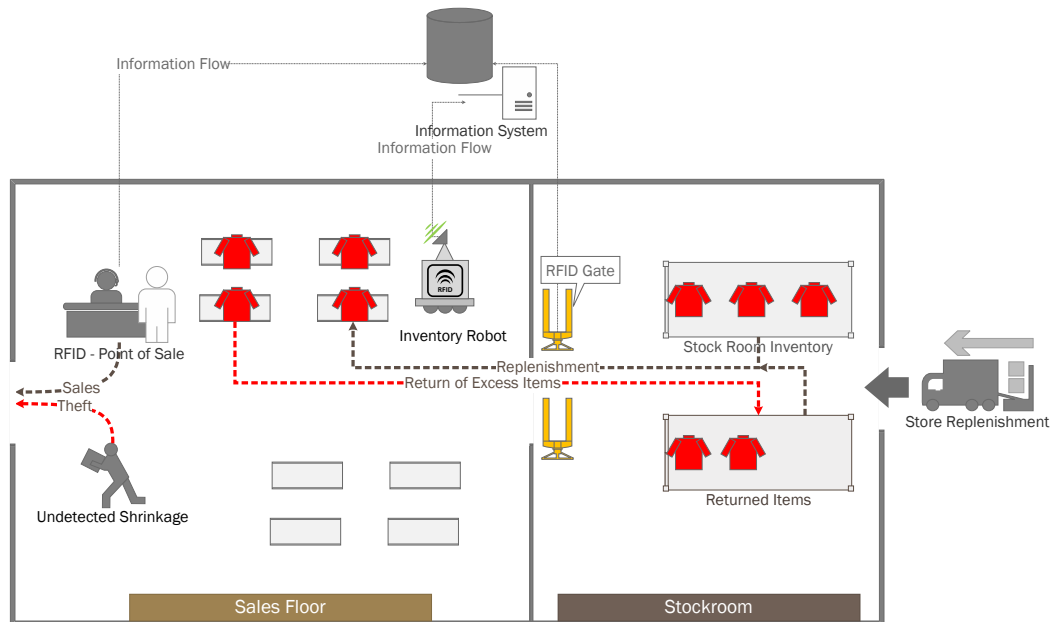 Information Flow
Information System
Information Flow
RFID Gate
RFID
Inventory Robot
RFID - Point of Sale
Stock Room Inventory
Replenishment
Return of Excess Items
Sales
Theft
Store Replenishment
Returned Items
Undetected Shrinkage
Sales Floor
Stockroom